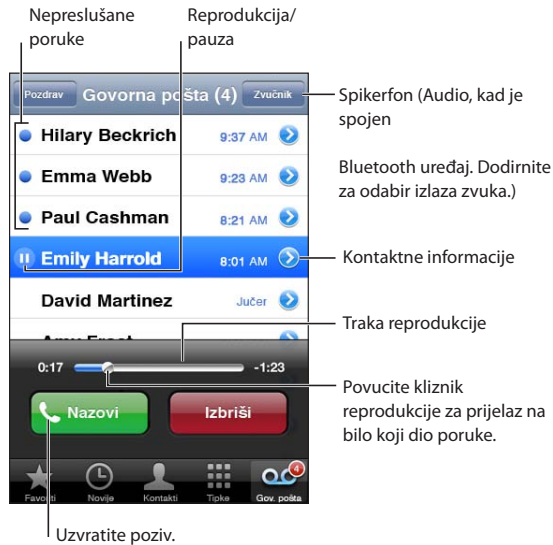 Nepreslušane
poruke
Reprodukcija/
pauza
Pozdrav
Govorna pošta (4)
Zvučnik
Spikerfon (Audio, kad je
spojen
Bluetooth uređaj. Dodirnite
za odabir izlaza zvuka.)
Hilary Beckrich 9:37 AM
Emma Webb 9:23 AM
Paul Cashman 8:21 AM
Emily Harrold 8:01 AM
Kontaktne informacije
David Martinez Jučer
Amy Frost
Traka reprodukcije
0:17 -1:23
Povucite kliznik
reprodukcije za prijelaz na
bilo koji dio poruke.
Nazovi
Izbriši
4
Favoriti Novije Kontakti Tipke Gov. pošta
Uzvratite poziv.